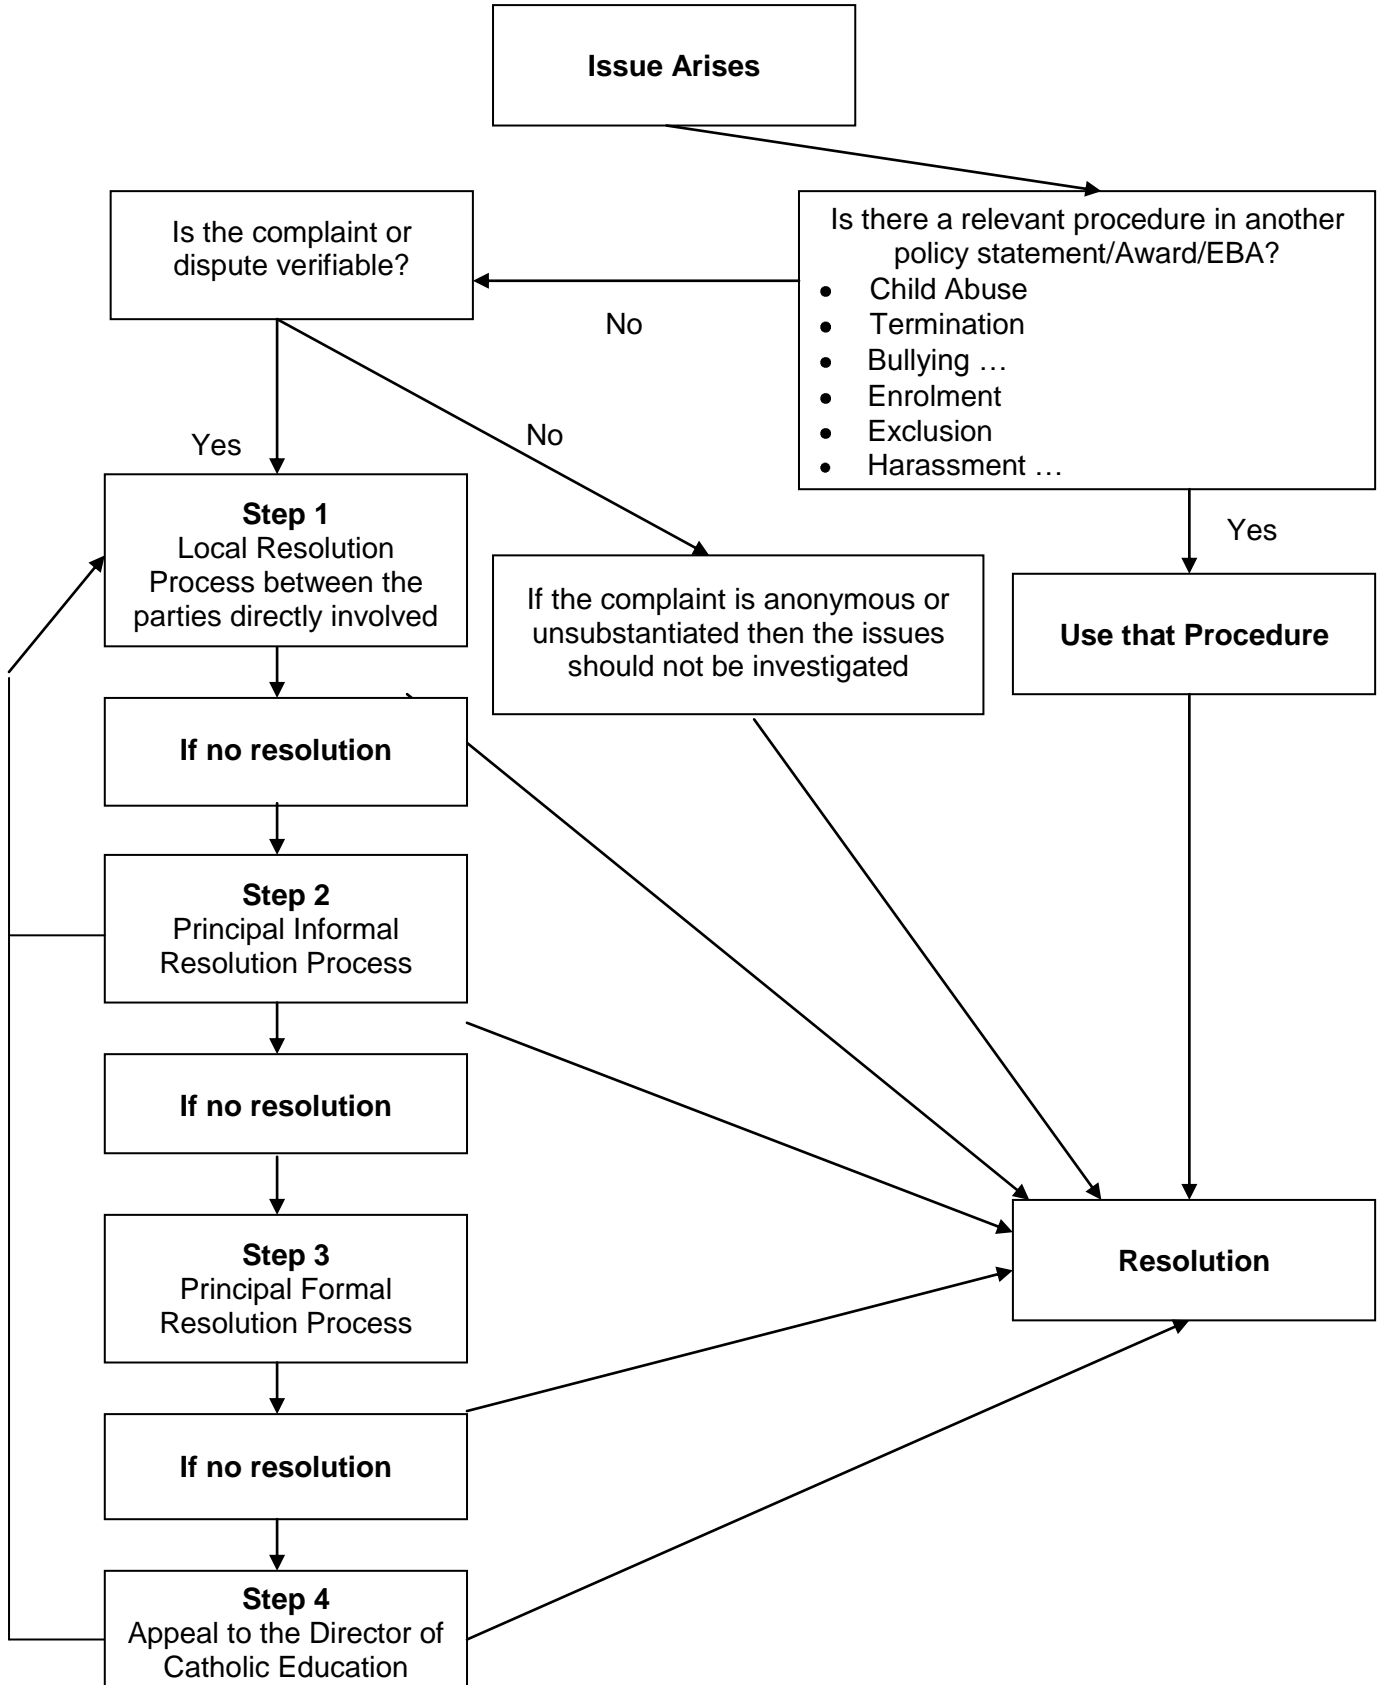 Issue Arises
Is the complaint or
dispute verifiable?
Is there a relevant procedure in another
policy statement/Award/EBA?
• Child Abuse
• Termination
• Bullying …
• Enrolment
• Exclusion
• Harassment …
No
No
Yes
Yes
Step 1
Local Resolution
Process between the
parties directly involved
If the complaint is anonymous or
unsubstantiated then the issues
should not be investigated
Use that Procedure
If no resolution
Step 2
Principal Informal
Resolution Process
If no resolution
Step 3
Principal Formal
Resolution Process
Resolution
If no resolution
Step 4
Appeal to the Director of
Catholic Education